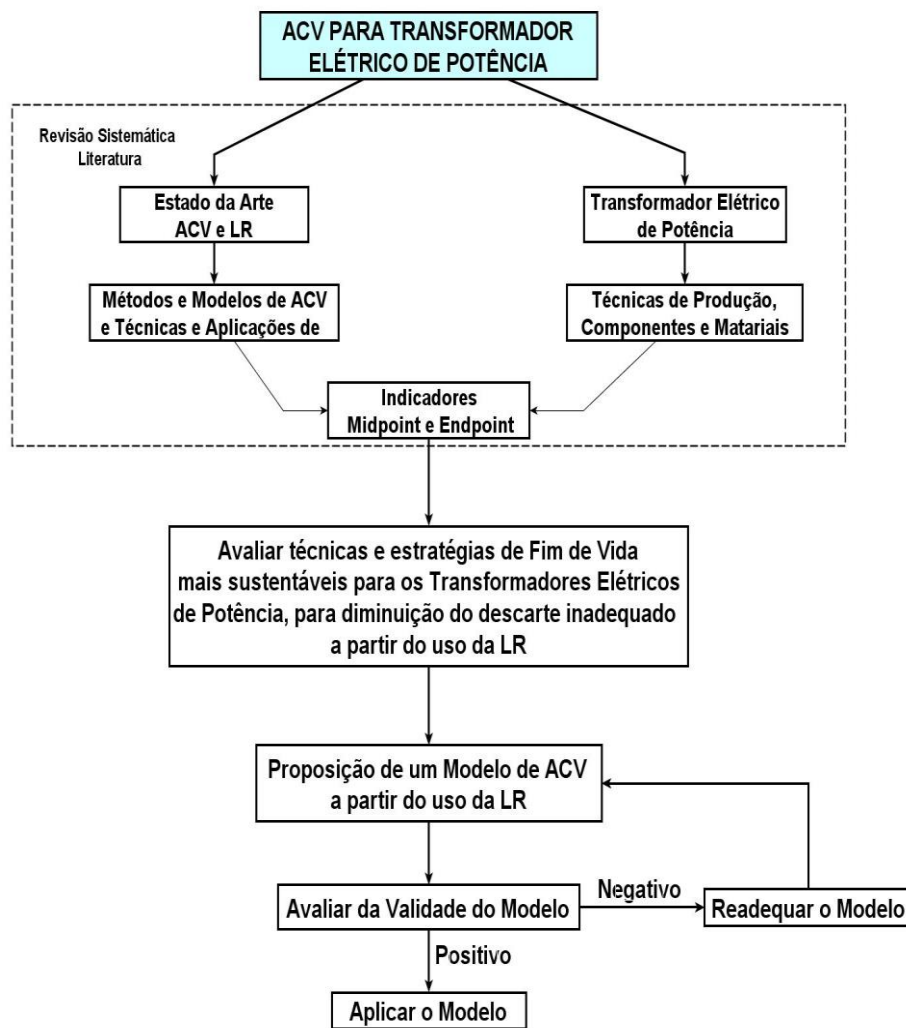 ACV PARA TRANSFORMADOR
ELÉTRICO DE POTÊNCIA
Revisão Sistemática
Literatura
Estado da Arte
ACV e LR
Transformador Elétrico
de Potência
Métodos e Modelos de ACV
e Técnicas e Aplicações de
Técnicas de Produção,
Componentes e Matariais
Indicadores
Midpoint e Endpoint
Avaliar técnicas e estratégias de Fim de Vida
mais sustentáveis para os Transformadores Elétricos
de Potência, para diminuição do descarte inadequado
a partir do uso da LR
Proposição de um Modelo de ACV
a partir do uso da LR
Avaliar da Validade do Modelo
Negativo
Readequar o Modelo
Positivo
Aplicar o Modelo